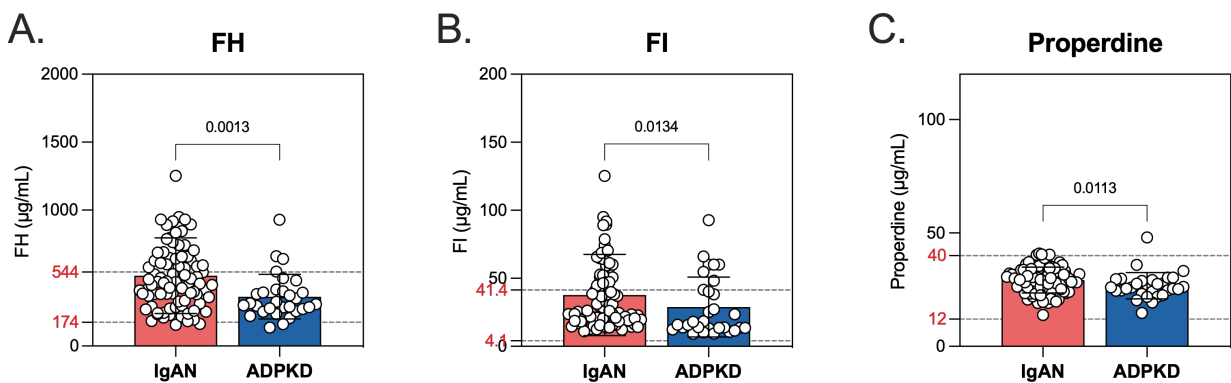 A.
FH
FH (µg/mL)
2000
1500
1000
544
174
0
0.0013
IgAN
ADPKD
B.
FI
FI (µg/mL)
200
150
100
50
41.4
4.1
0
0.0134
IgAN
ADPKD
C.
Properdine
Properdine (µg/mL)
100
50
40
12
0
0.0113
IgAN
ADPKD